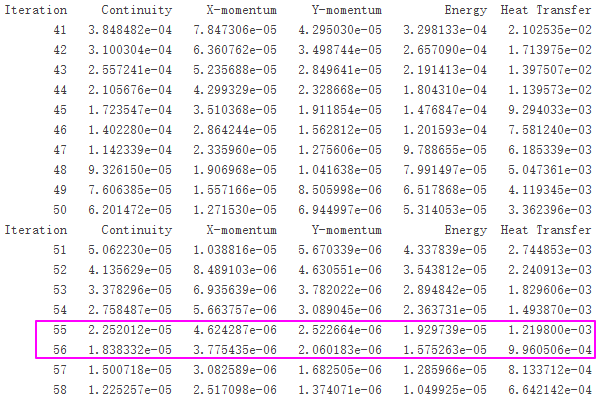 Iteration Continuity X-momentum Y-momentum Energy Heat Transfer
41 3.848482e-04 7.847306e-05 4.295030e-05 3.298133e-04 2.102535e-02
42 3.100304e-04 6.360762e-05 3.498744e-05 2.657090e-04 1.713975e-02
43 2.557241e-04 5.235688e-05 2.849641e-05 2.191413e-04 1.397507e-02
44 2.105676e-04 4.299329e-05 2.328668e-05 1.804310e-04 1.139573e-02
45 1.723547e-04 3.510368e-05 1.911854e-05 1.476847e-04 9.294033e-03
46 1.402280e-04 2.864244e-05 1.562812e-05 1.201593e-04 7.581240e-03
47 1.142339e-04 2.335960e-05 1.275606e-05 9.788655e-05 6.185339e-03
48 9.326150e-05 1.906968e-05 1.041638e-05 7.991497e-05 5.047361e-03
49 7.606385e-05 1.557166e-05 8.505998e-06 6.517868e-05 4.119345e-03
50 6.201472e-05 1.271530e-05 6.944997e-06 5.314053e-05 3.362396e-03
Iteration Continuity X-momentum Y-momentum Energy Heat Transfer
51 5.062230e-05 1.038816e-05 5.670339e-06 4.337839e-05 2.744853e-03
52 4.135629e-05 8.489103e-06 4.630551e-06 3.543812e-05 2.240913e-03
53 3.378296e-05 6.935639e-06 3.782022e-06 2.894842e-05 1.829606e-03
54 2.758487e-05 5.663757e-06 3.089045e-06 2.363731e-05 1.493870e-03
55 2.252012e-05 4.624287e-06 2.522664e-06 1.929739e-05 1.219800e-03
56 1.838332e-05 3.775435e-06 2.060183e-06 1.575263e-05 9.960506e-04
57 1.500718e-05 3.082589e-06 1.682505e-06 1.285966e-05 8.133712e-04
58 1.225257e-05 2.517098e-06 1.374071e-06 1.049925e-05 6.642142e-04